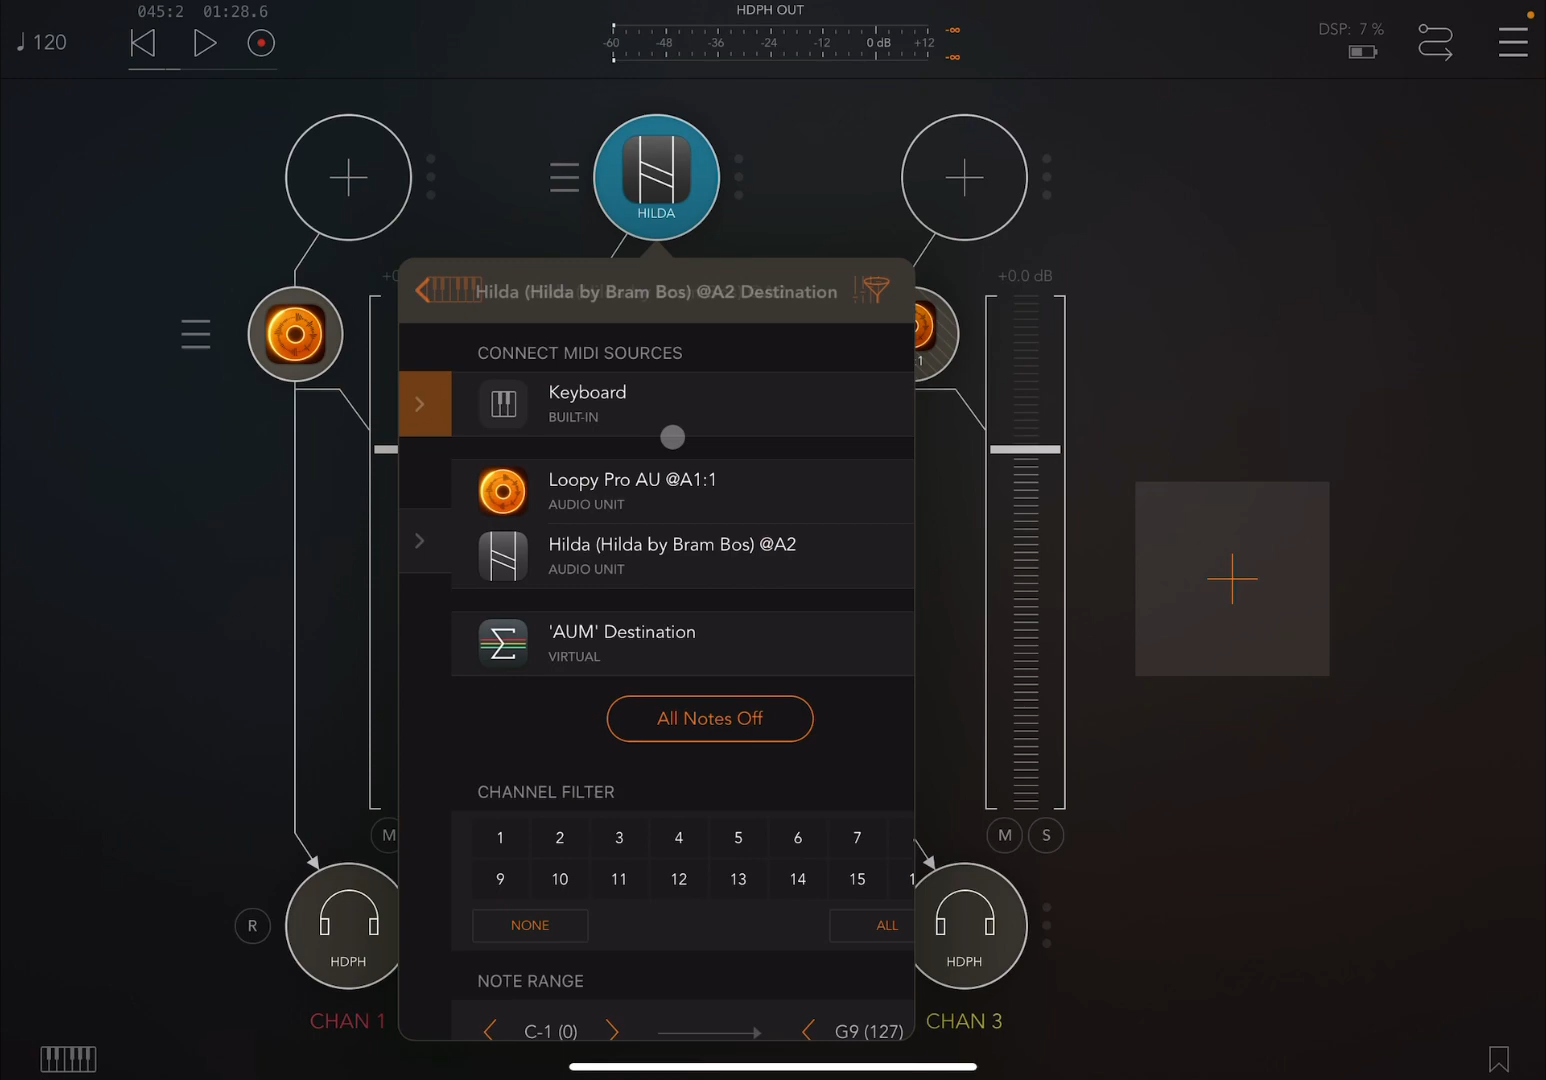 045:2 01:28.6
HDPH OUT
120
-60 -48 -36 -24 -12 0 dB +12
-∞
-∞
DSP: 7 %
HILDA
+0.0 dB
Hilda (Hilda by Bram Bos) @A2 Destination
CONNECT MIDI SOURCES
Keyboard
BUILT-IN
1
Loopy Pro AU @A1:1
AUDIO UNIT
Hilda (Hilda by Bram Bos) @A2
AUDIO UNIT
'AUM' Destination
VIRTUAL
All Notes Off
CHANNEL FILTER
1 2 3 4 5 6 7
9 10 11 12 13 14 15
M
M S
NONE ALL
R
HDPH
HDPH
NOTE RANGE
C-1 (0) G9 (127)
CHAN 1
CHAN 3